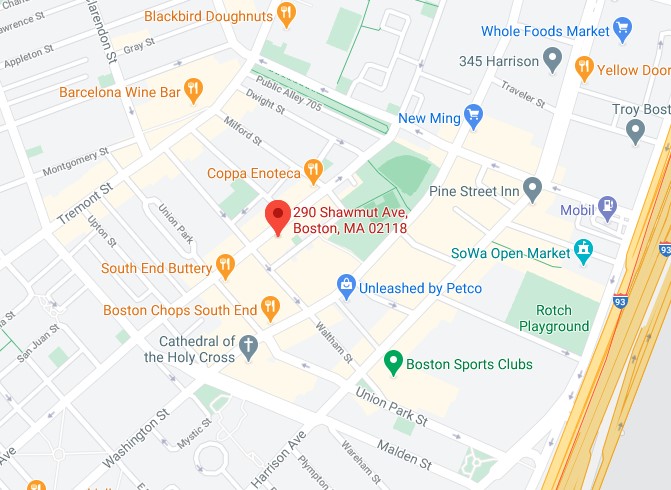 Blackbird Doughnuts
Clarendon St
awrence St
Appleton St
Gray St
Whole Foods Market
345 Harrison
Yellow Door
Barcelona Wine Bar
Public Alley 705
Dwight St
Traveler St
Troy Bost
New Ming
Milford St
Montgomery St
Coppa Enoteca
Tremont St
Pine Street Inn
Mobil
290 Shawmut Ave,
Boston, MA 02118
Union Park
Upton St
SoWa Open Market
93
South End Buttery
Unleashed by Petco
93
Boston Chops South End
Rotch
Playground
Waltham St
Cathedral of
the Holy Cross
San Juan St
Boston Sports Clubs
Union Park St
Washington St
Mystic St
Harrison Ave
Malden St
Wareham St
Plympton
Ave